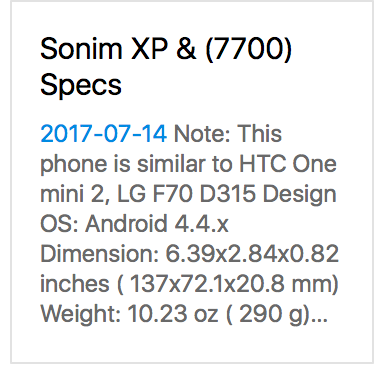 Sonim XP & (7700)
Specs
2017-07-14 Note: This
phone is similar to HTC One
mini 2, LG F70 D315 Design
OS: Android 4.4.x
Dimension: 6.39x2.84x0.82
inches ( 137x72.1x20.8 mm)
Weight: 10.23 oz ( 290 g)...